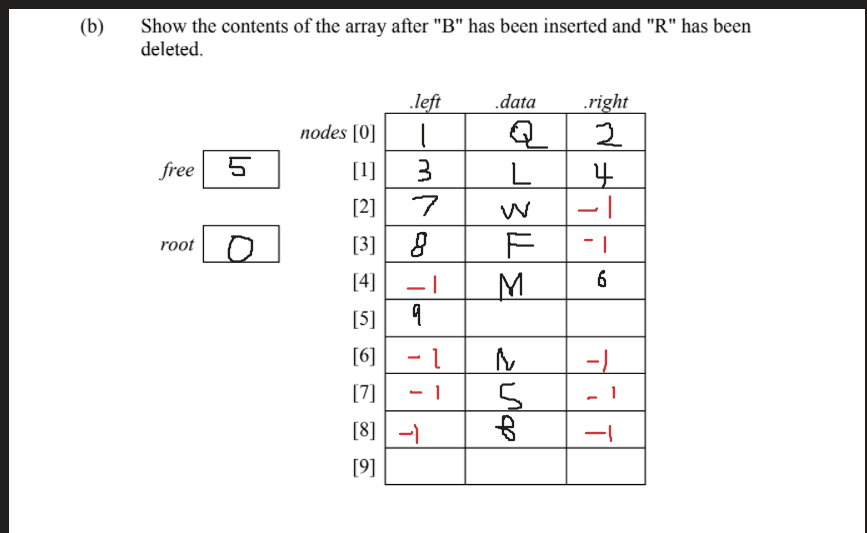 (b) Show the contents of the array after "B" has been inserted and "R" has been
deleted.
.left .data .right
nodes [0] 1 Q 2
free 5 [1] 3 L 4
[2] 7 W -1
root 0 [3] 8 F -1
[4] -1 M 6
[5] 9
[6] -1 N -1
[7] -1 S -1
[8] -1 B -1
[9]